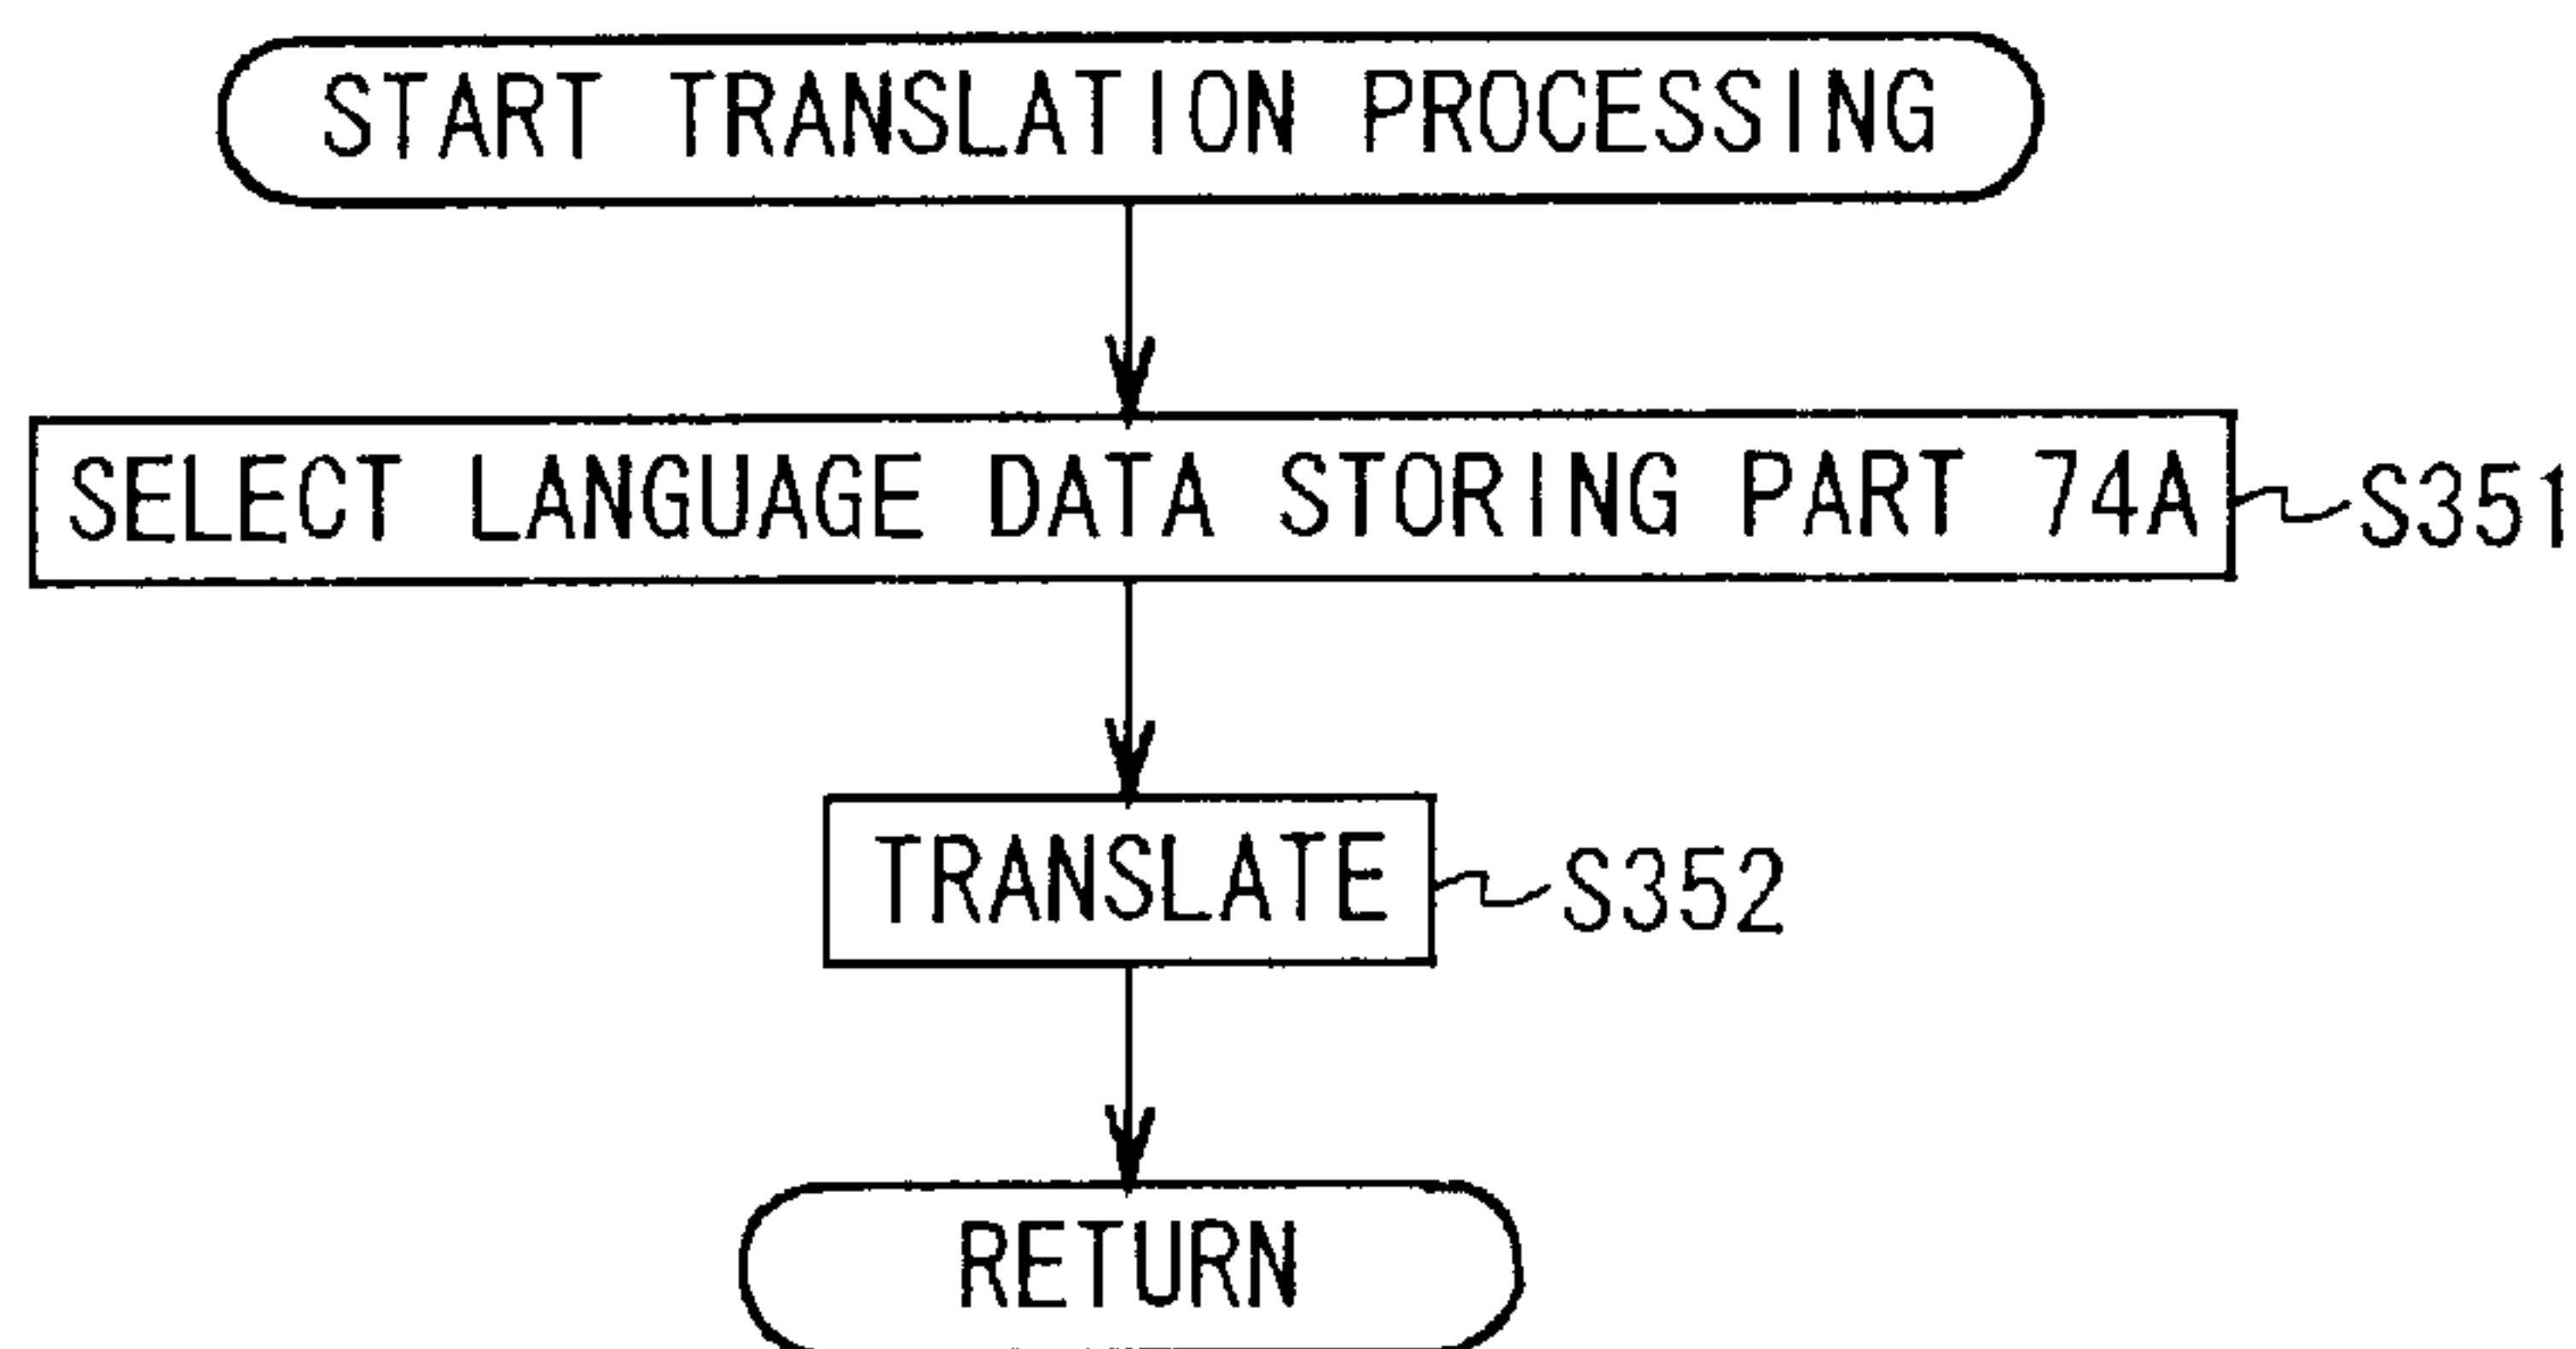 START TRANSLATION PROCESSING
SELECT LANGUAGE DATA STORING PART 74A
S351
TRANSLATE
S352
RETURN